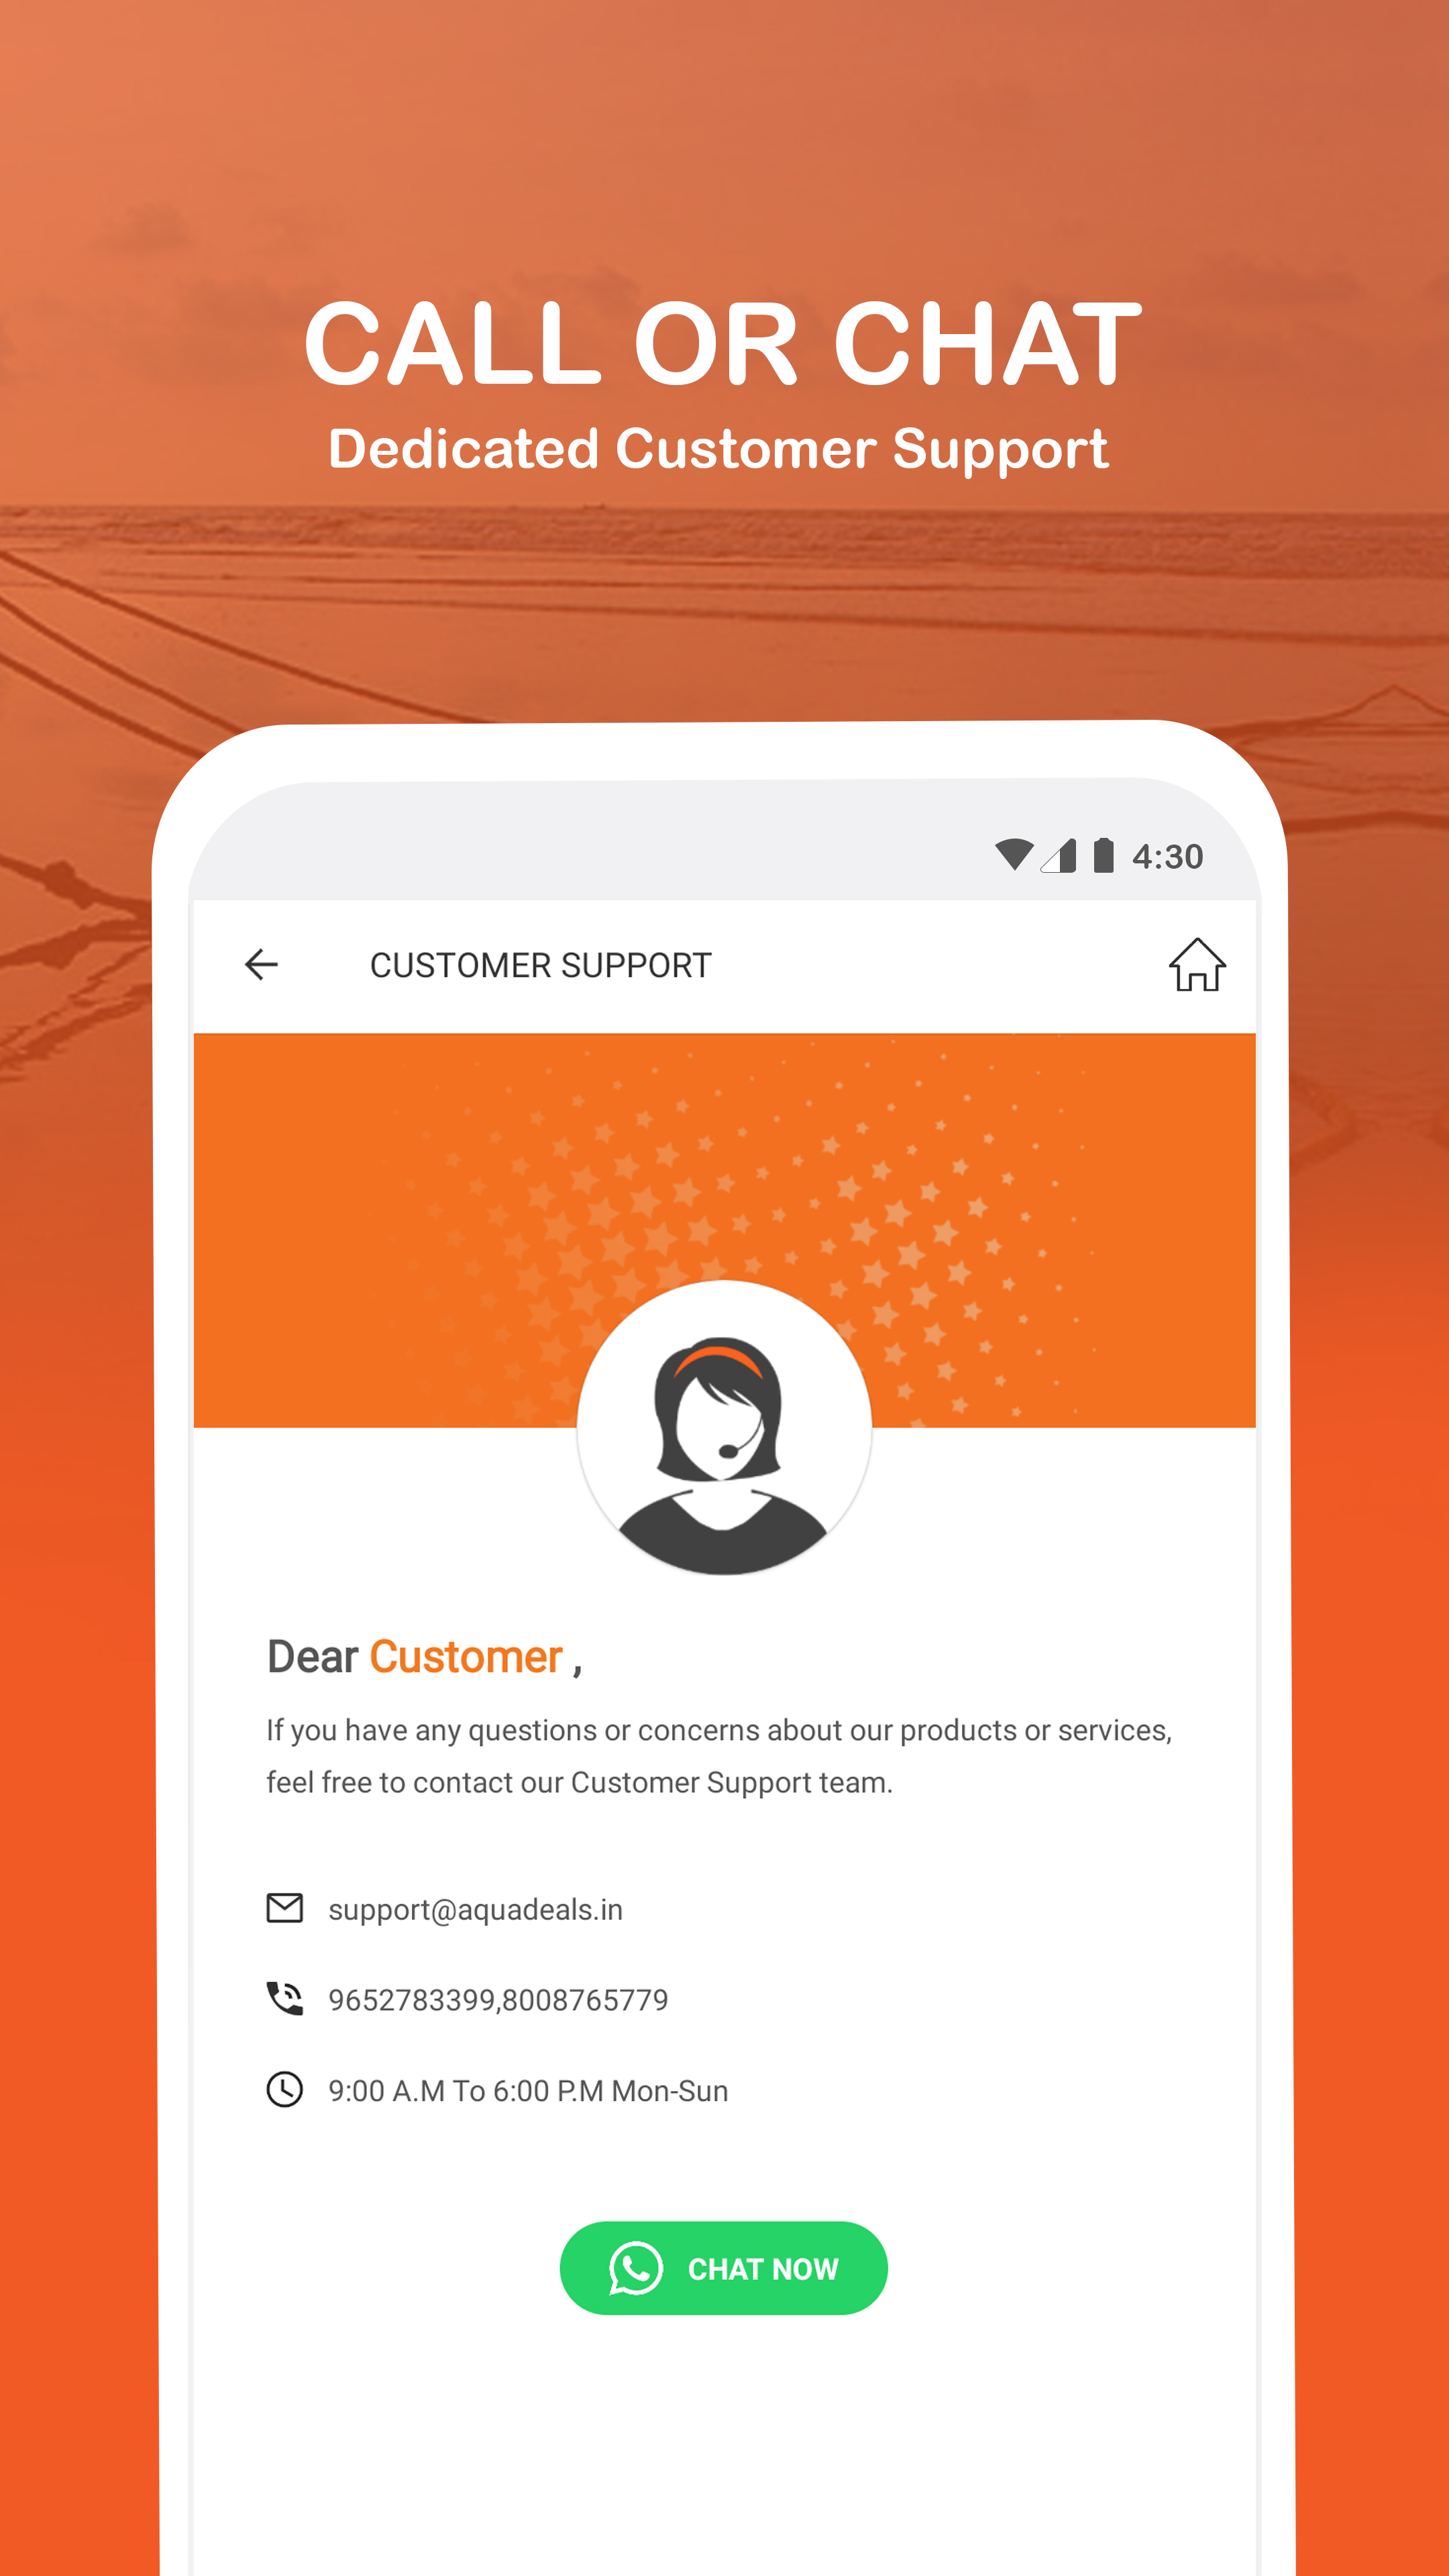 CALL OR CHAT
Dedicated Customer Support
4:30
CUSTOMER SUPPORT
Dear Customer ,
If you have any questions or concerns about our products or services,
feel free to contact our Customer Support team.
support@aquadeals.in
9652783399,8008765779
9:00 A.M To 6:00 P.M Mon-Sun
CHAT NOW